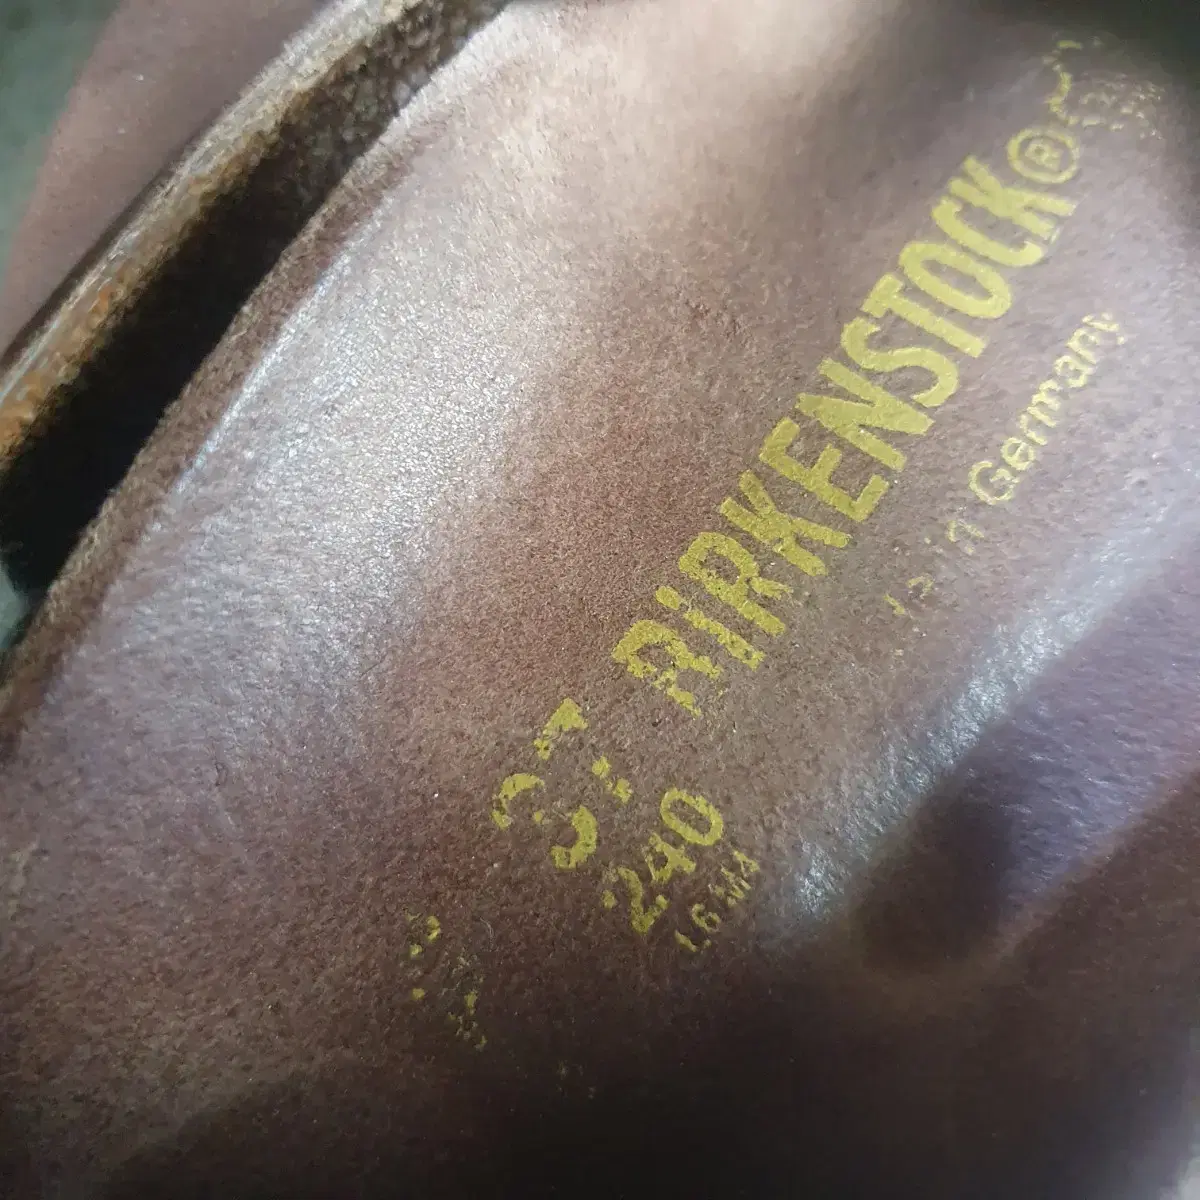 BIRKENSTOCK®
Germany
37
240
L6 M4